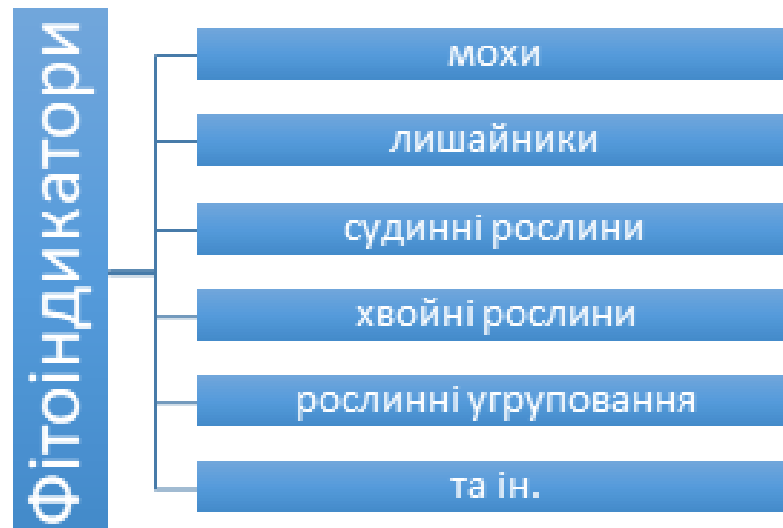 Фітоіндикатори
мохи
лишайники
судинні рослини
хвойні рослини
рослинні угруповання
та ін.